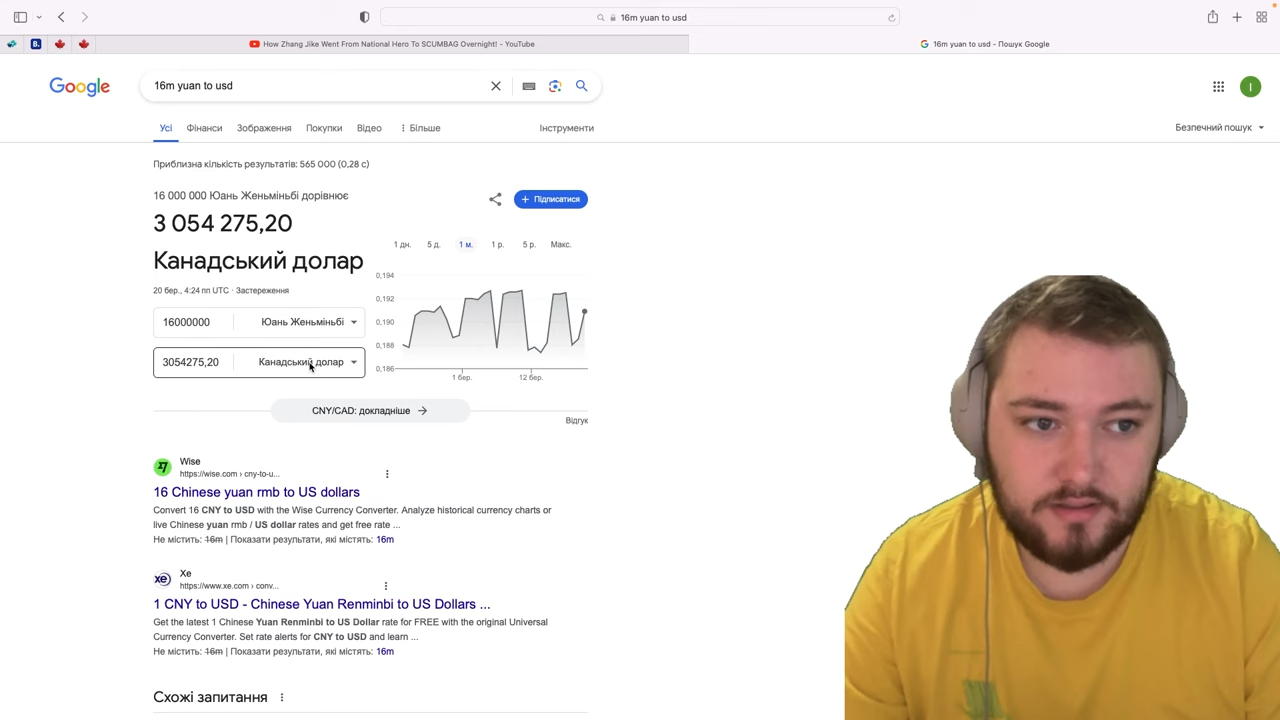 16m yuan to usd
How Zhang Jike Went From National Hero To SCUMBAG Overnight! - YouTube
16m yuan to usd - Пошук Google
B.
Google
16m yuan to usd
I
Усі
Фінанси
Зображення
Покупки
Відео
Більше
Інструменти
Безпечний пошук
Приблизна кількість результатів: 565 000 (0,28 с)
16 000 000 Юань Женьміньбі дорівнює
3 054 275,20
Канадський долар
20 бер., 4:24 пп UTC · Застереження
Підписатися
1 дн.
5 д.
1 м.
1 р.
5 р.
Макс.
0,194
0,192
0,190
0,188
0,186
1 бер.
12 бер.
16000000
Юань Женьміньбі
3054275,20
Канадський долар
CNY/CAD: докладніше
Відгук
Wise
https://wise.com › cny-to-u...
16 Chinese yuan rmb to US dollars
Convert 16 CNY to USD with the Wise Currency Converter. Analyze historical currency charts or
live Chinese yuan rmb / US dollar rates and get free rate ...
Не містить: 16m | Показати результати, які містять: 16m
xe
Xe
https://www.xe.com › conv...
1 CNY to USD - Chinese Yuan Renminbi to US Dollars ...
Get the latest 1 Chinese Yuan Renminbi to US Dollar rate for FREE with the original Universal
Currency Converter. Set rate alerts for CNY to USD and learn ...
Не містить: 16m | Показати результати, які містять: 16m
Схожі запитання